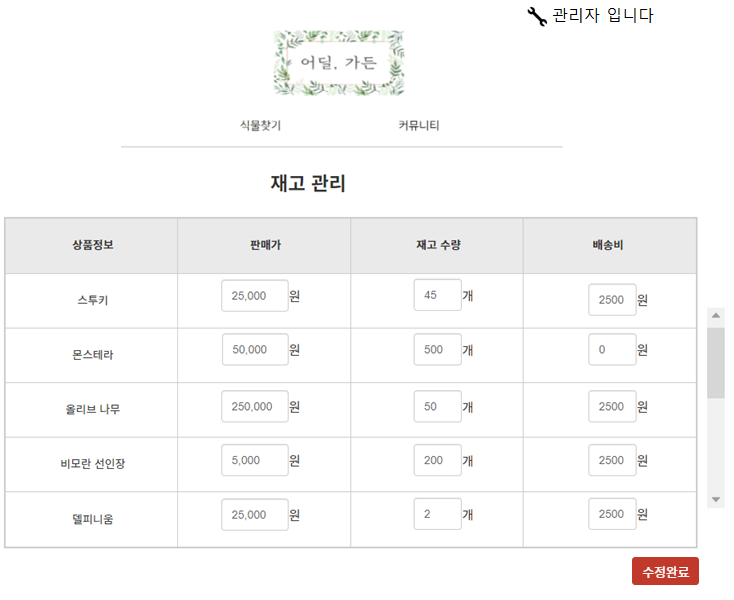 관리자 입니다
어딜, 가든
식물찾기 커뮤니티
재고 관리
상품정보 판매가 재고 수량 배송비
스투키 25,000 원 45 개 2500 원
몬스테라 50,000 원 500 개 0 원
올리브 나무 250,000 원 50 개 2500 원
비모란 선인장 5,000 원 200 개 2500 원
델피니움 25,000 원 2 개 2500 원
수정완료